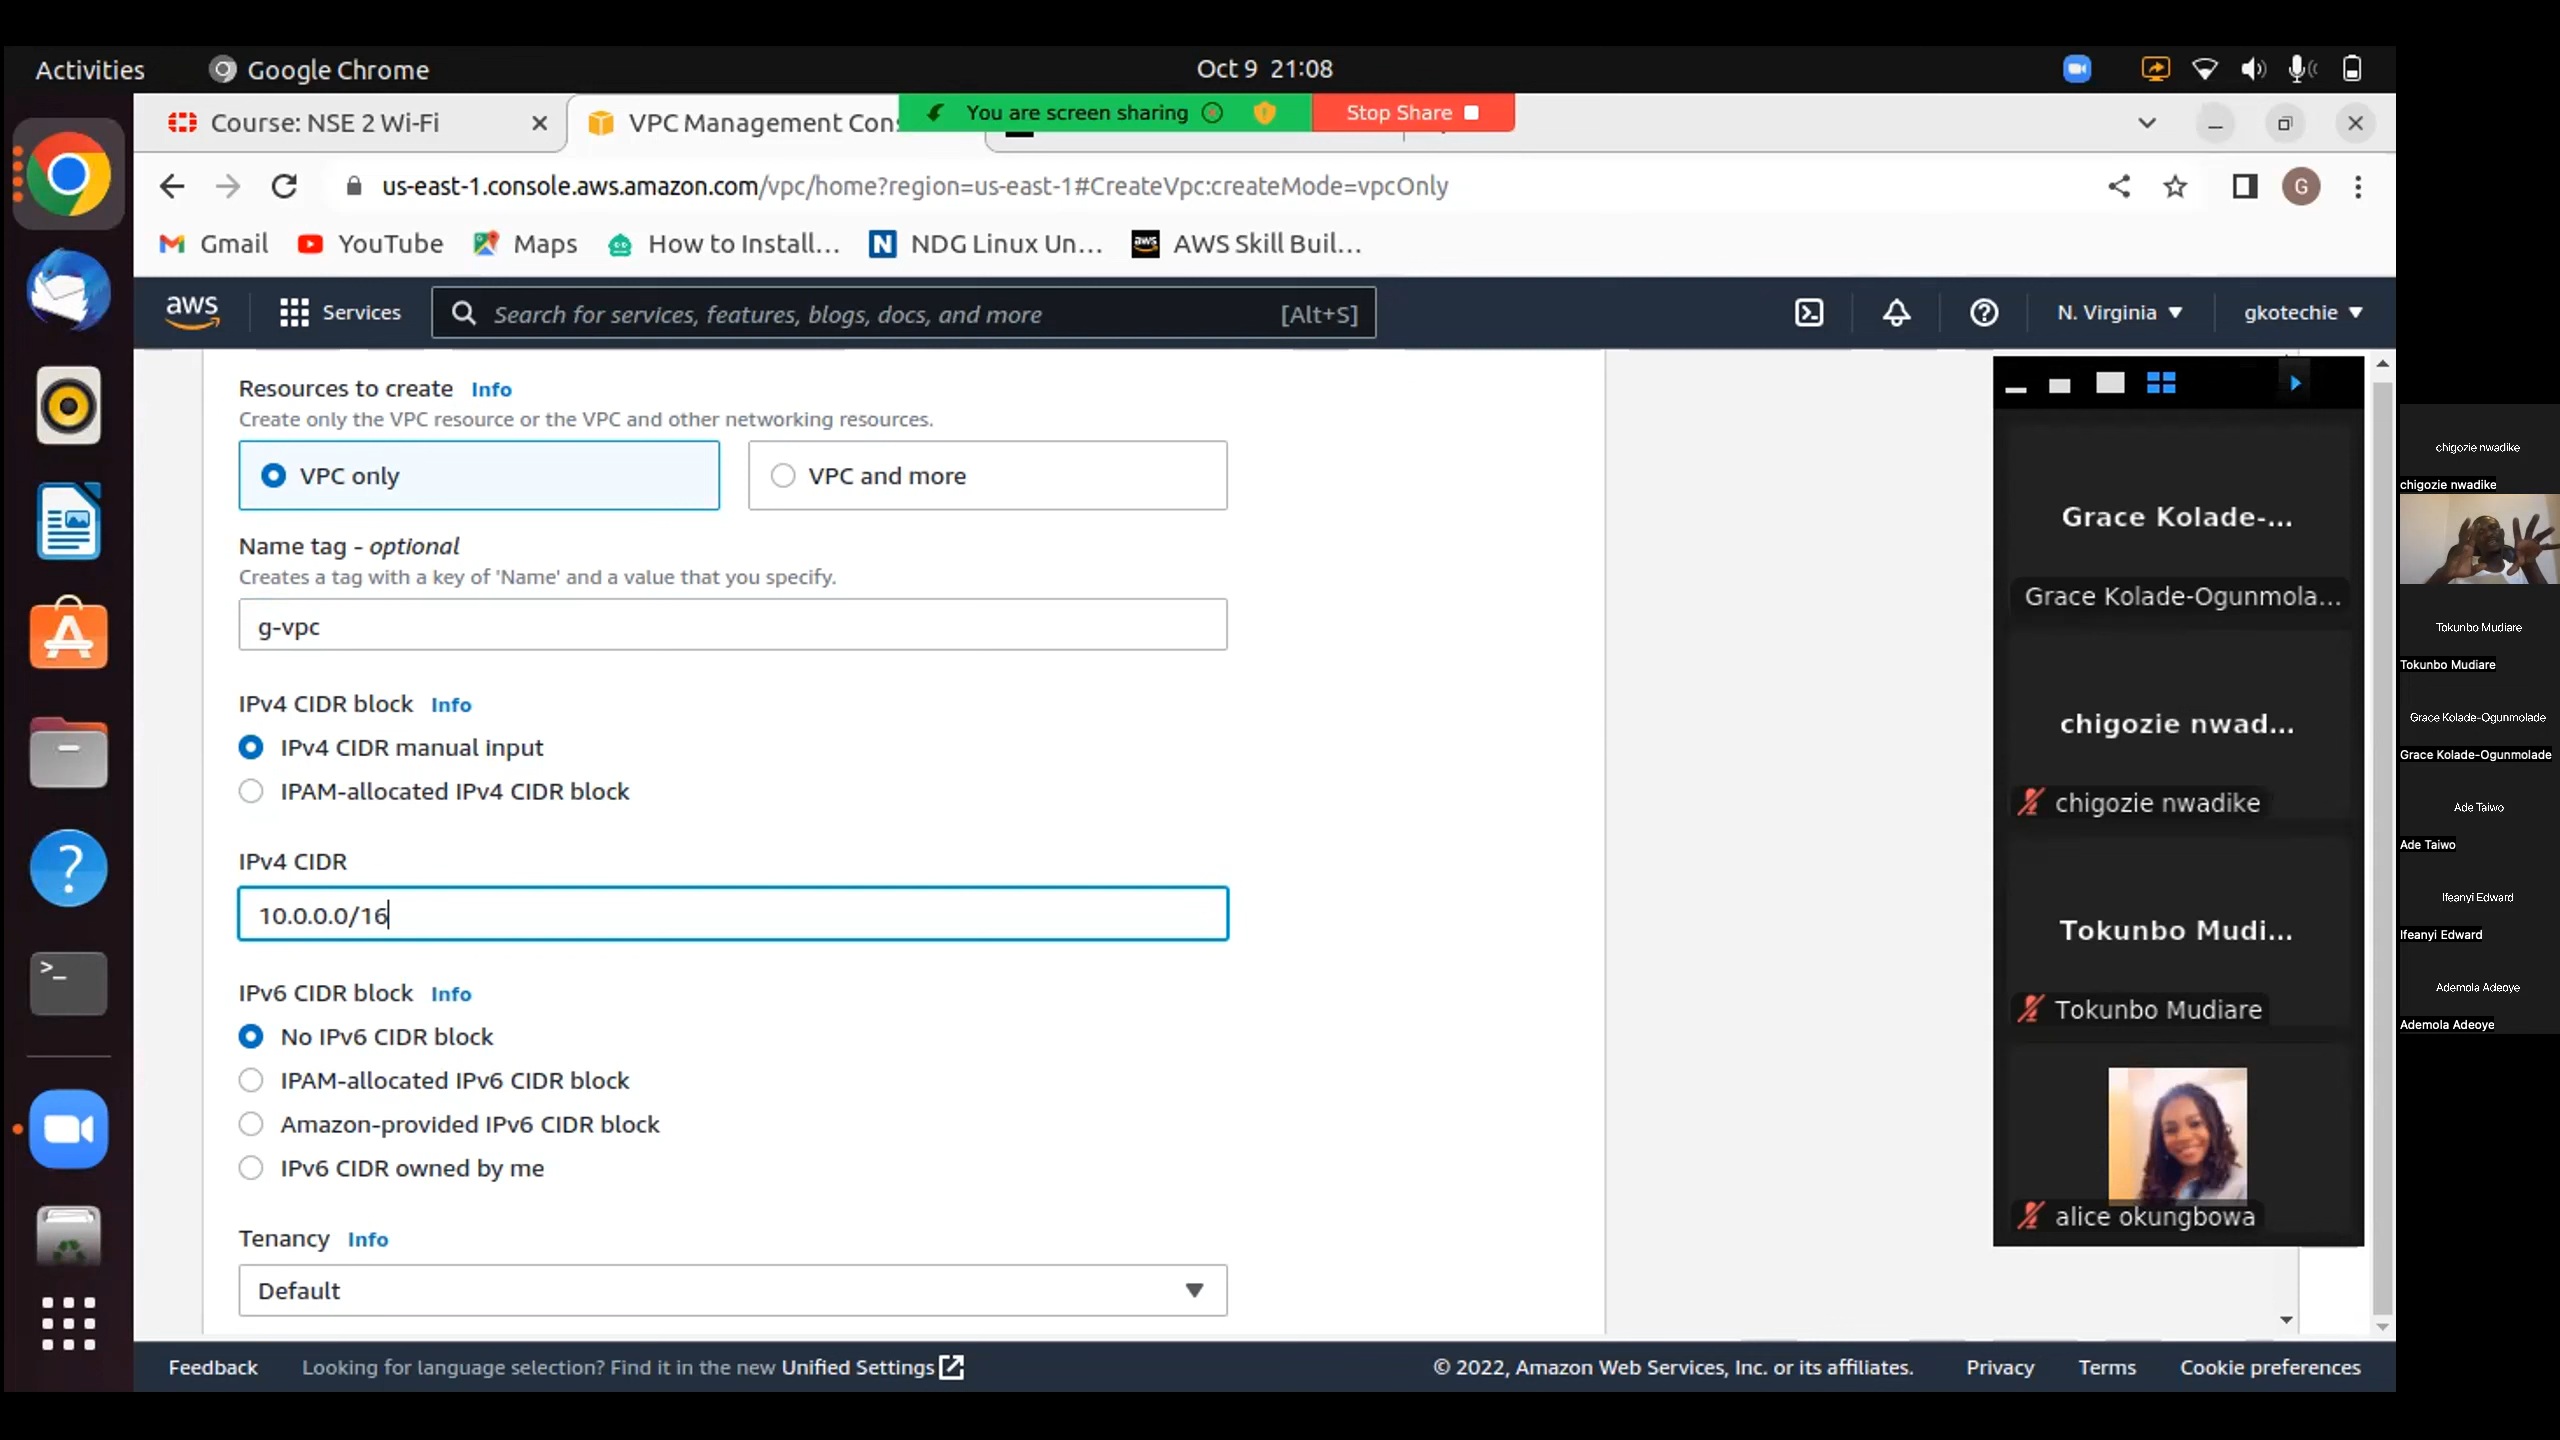 Activities
Google Chrome
Oct 9 21:08
Course: NSE 2 Wi-Fi
VPC Management Con
You are screen sharing
Stop Share
us-east-1.console.aws.amazon.com/vpc/home?region=us-east-1#CreateVpc:createMode=vpcOnly
G
Gmail
YouTube
Maps
How to Install...
N
NDG Linux Un...
aws
AWS Skill Buil...
aws
Services
Search for services, features, blogs, docs, and more
[Alt+S]
N. Virginia
gkotechie
Resources to create Info
Create only the VPC resource or the VPC and other networking resources.
VPC only
VPC and more
Name tag - optional
Creates a tag with a key of 'Name' and a value that you specify.
g-vpc
IPv4 CIDR block Info
IPv4 CIDR manual input
IPAM-allocated IPv4 CIDR block
IPv4 CIDR
10.0.0.0/16
IPv6 CIDR block Info
No IPv6 CIDR block
IPAM-allocated IPv6 CIDR block
Amazon-provided IPv6 CIDR block
IPv6 CIDR owned by me
Tenancy Info
Default
Grace Kolade-...
Grace Kolade-Ogunmola...
chigozie nwad...
chigozie nwadike
Tokunbo Mudi...
Tokunbo Mudiare
alice okungbowa
chigozie nwadike
chigozie nwadike
Tokunbo Mudiare
Tokunbo Mudiare
Grace Kolade-Ogunmolade
Grace Kolade-Ogunmolade
Ade Taiwo
Ade Taiwo
Ifeanyi Edward
Ifeanyi Edward
Ademola Adeoye
Ademola Adeoye
Feedback
Looking for language selection? Find it in the new Unified Settings
© 2022, Amazon Web Services, Inc. or its affiliates.
Privacy
Terms
Cookie preferences